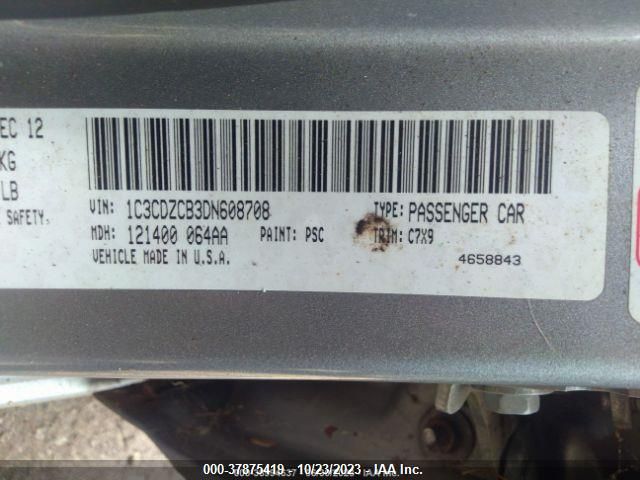 EC 12
KG
LB
SAFETY.
VIN: 1C3CDZCB3DN608708 TYPE: PASSENGER CAR
MDH: 121400 064AA PAINT: PSC TRIM: C7X9
VEHICLE MADE IN U.S.A. 4658843
000-37875419 - 10/23/2023 - IAA Inc.